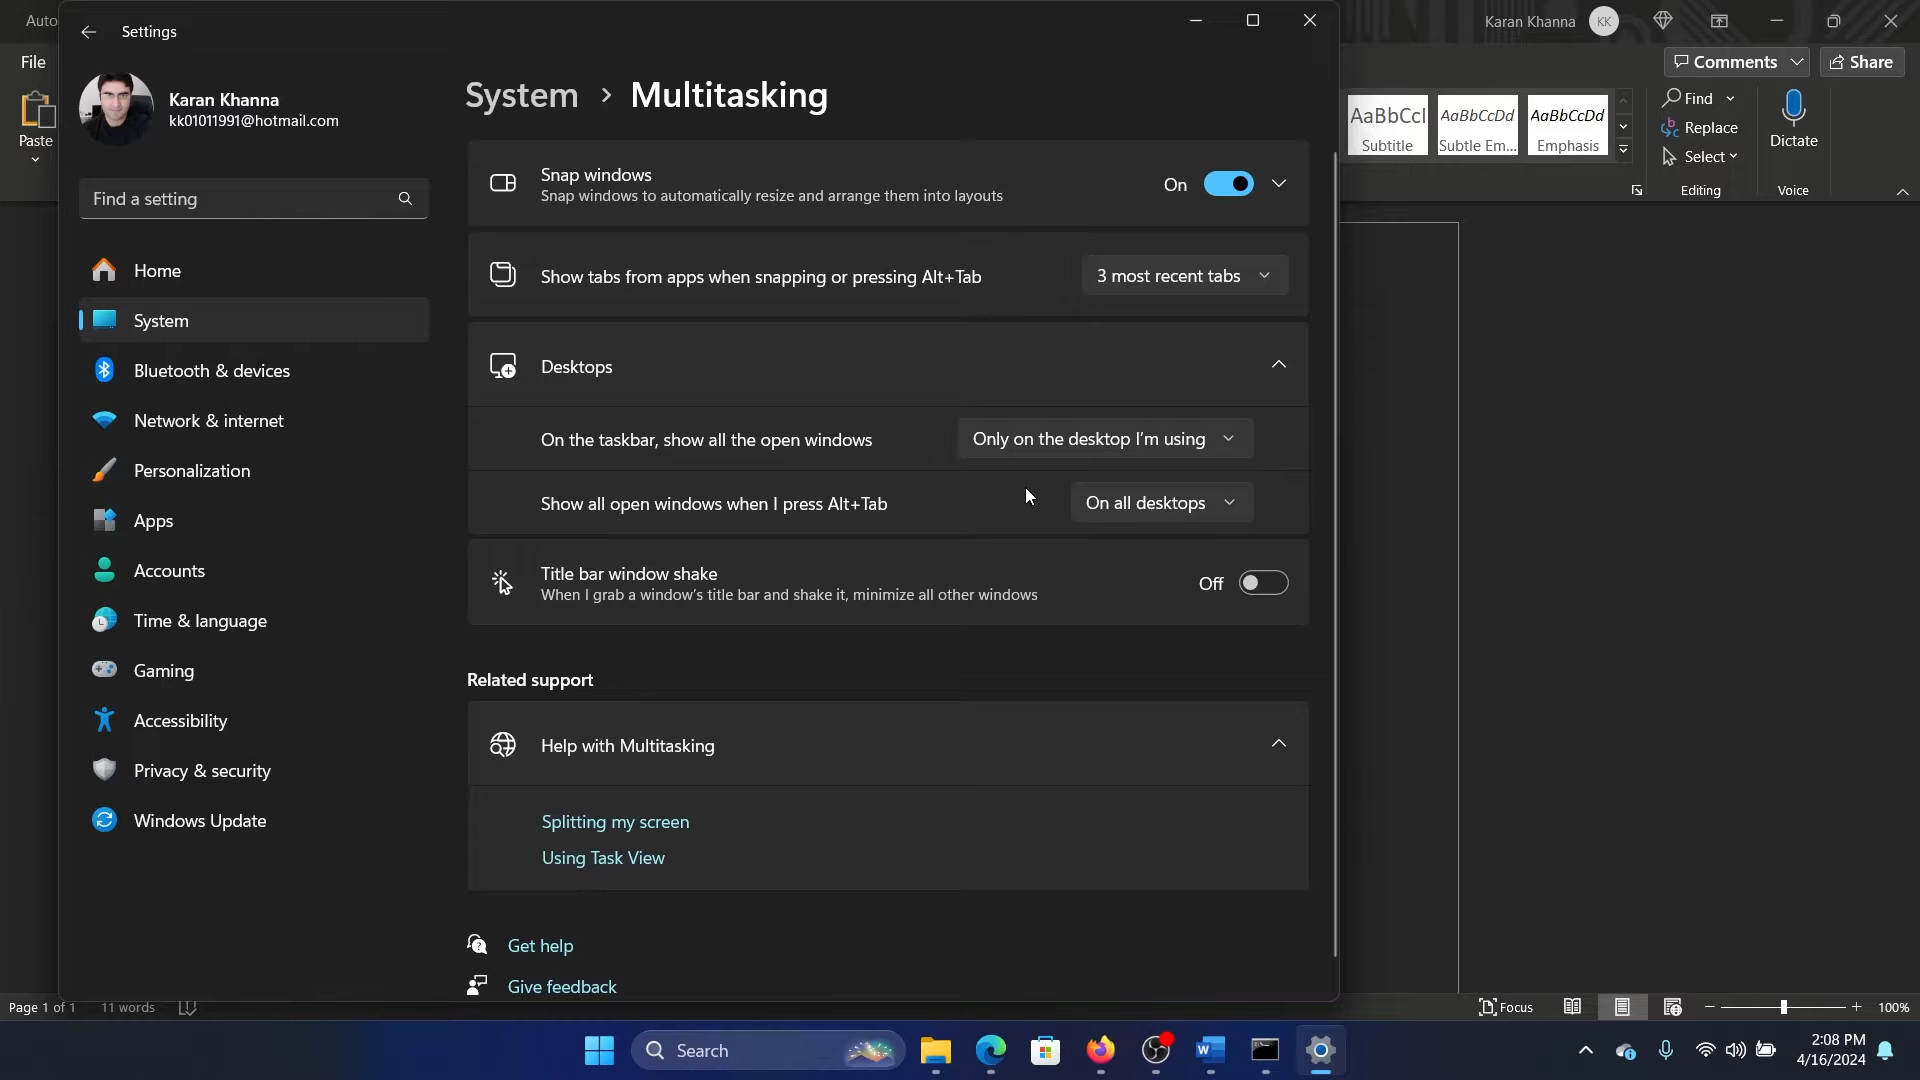 Auto
Settings
Karan Khanna
KK
File
Comments
Share
Karan Khanna
kk01011991@hotmail.com
System > Multitasking
Paste
AaBbCcI
Subtitle
AaBbCcDd
Subtle Em...
AaBbCcDd
Emphasis
Find
Replace
Select
Editing
Dictate
Voice
Find a setting
Home
System
Bluetooth & devices
Network & internet
Personalization
Apps
Accounts
Time & language
Gaming
Accessibility
Privacy & security
Windows Update
Snap windows
Snap windows to automatically resize and arrange them into layouts
On
Show tabs from apps when snapping or pressing Alt+Tab
3 most recent tabs
Desktops
On the taskbar, show all the open windows
Only on the desktop I'm using
Show all open windows when I press Alt+Tab
On all desktops
Title bar window shake
When I grab a window's title bar and shake it, minimize all other windows
Off
Related support
Help with Multitasking
Splitting my screen
Using Task View
Get help
Give feedback
Page 1 of 1
11 words
Focus
100%
Search
2:08 PM
4/16/2024